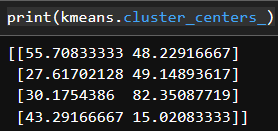 print(kmeans.cluster_centers_)
[[55.70833333 48.22916667]
[27.61702128 49.14893617]
[30.1754386 82.35087719]
[43.29166667 15.02083333]]